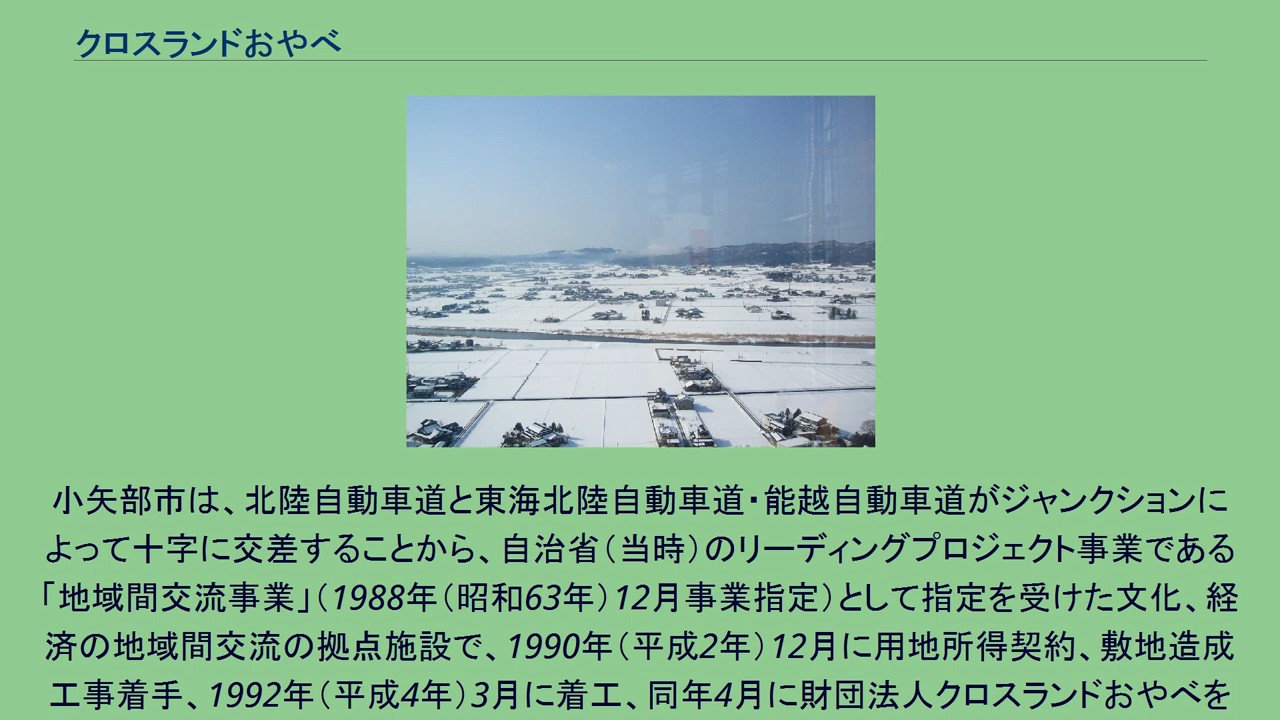 クロスランドおやべ
小矢部市は、北陸自動車道と東海北陸自動車道・能越自動車道がジャンクションに
よって十字に交差することから、自治省（当時）のリーディングプロジェクト事業である
「地域間交流事業」（1988年（昭和63年）12月事業指定）として指定を受けた文化、経
済の地域間交流の拠点施設で、1990年（平成2年）12月に用地所得契約、敷地造成
工事着手、1992年（平成4年）3月に着工、同年4月に財団法人クロスランドおやべを